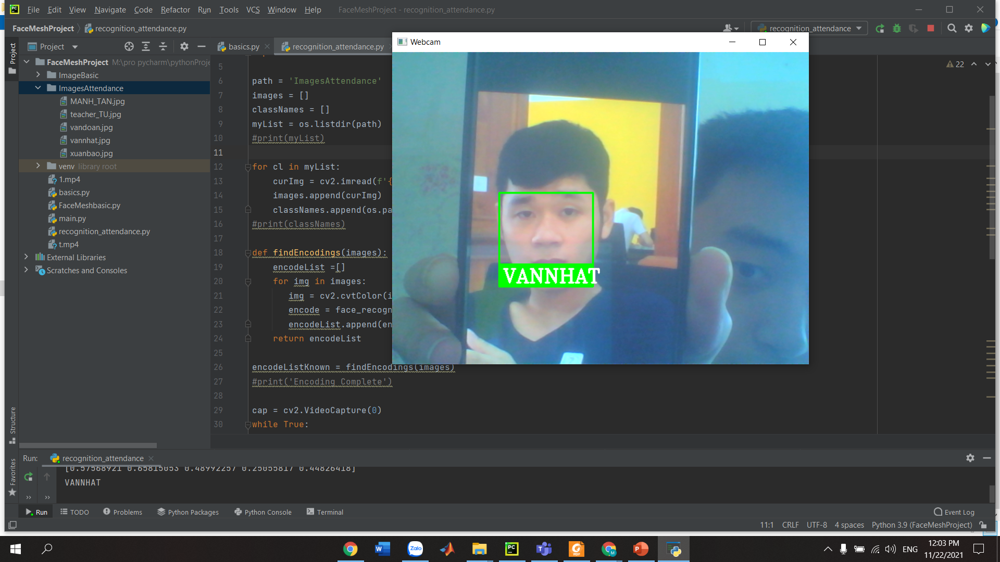 File Edit View Navigate Code Refactor Run Tools VCS Window Help FaceMeshProject - recognition_attendance.py
FaceMeshProject recognition_attendance.py
recognition_attendance
Project
Project
basics.py
recognition_attendance.py
FaceMeshProject M:\pro pycharm\pythonProje
ImageBasic
ImagesAttendance
MANH_TAN.jpg
teacher_TU.jpg
vandoan.jpg
vannhat.jpg
xuanbao.jpg
venv library root
1.mp4
basics.py
FaceMeshbasic.py
main.py
recognition_attendance.py
t.mp4
External Libraries
Scratches and Consoles
Structure
Favorites
22
5
6 path = 'ImagesAttendance'
7 images = []
8 classNames = []
9 myList = os.listdir(path)
10 #print(myList)
11
12 for cl in myList:
13 curImg = cv2.imread(f'{
14 images.append(curImg)
15 classNames.append(os.pa
16 #print(classNames)
17
18 def findEncodings(images):
19 encodeList =[]
20 for img in images:
21 img = cv2.cvtColor(i
22 encode = face_recogn
23 encodeList.append(en
24 return encodeList
25
26 encodeListKnown = findEncodings(images)
27 #print('Encoding Complete')
28
29 cap = cv2.VideoCapture(0)
30 while True:
Webcam
VANNHAT
Run: recognition_attendance
[0.57568921 0.65815053 0.48992257 0.25055817 0.44826418]
VANNHAT
Run TODO Problems Python Packages Python Console Terminal Event Log
11:1 CRLF UTF-8 4 spaces Python 3.9 (FaceMeshProject)
Zalo
PC
ENG
12:03 PM
11/22/2021